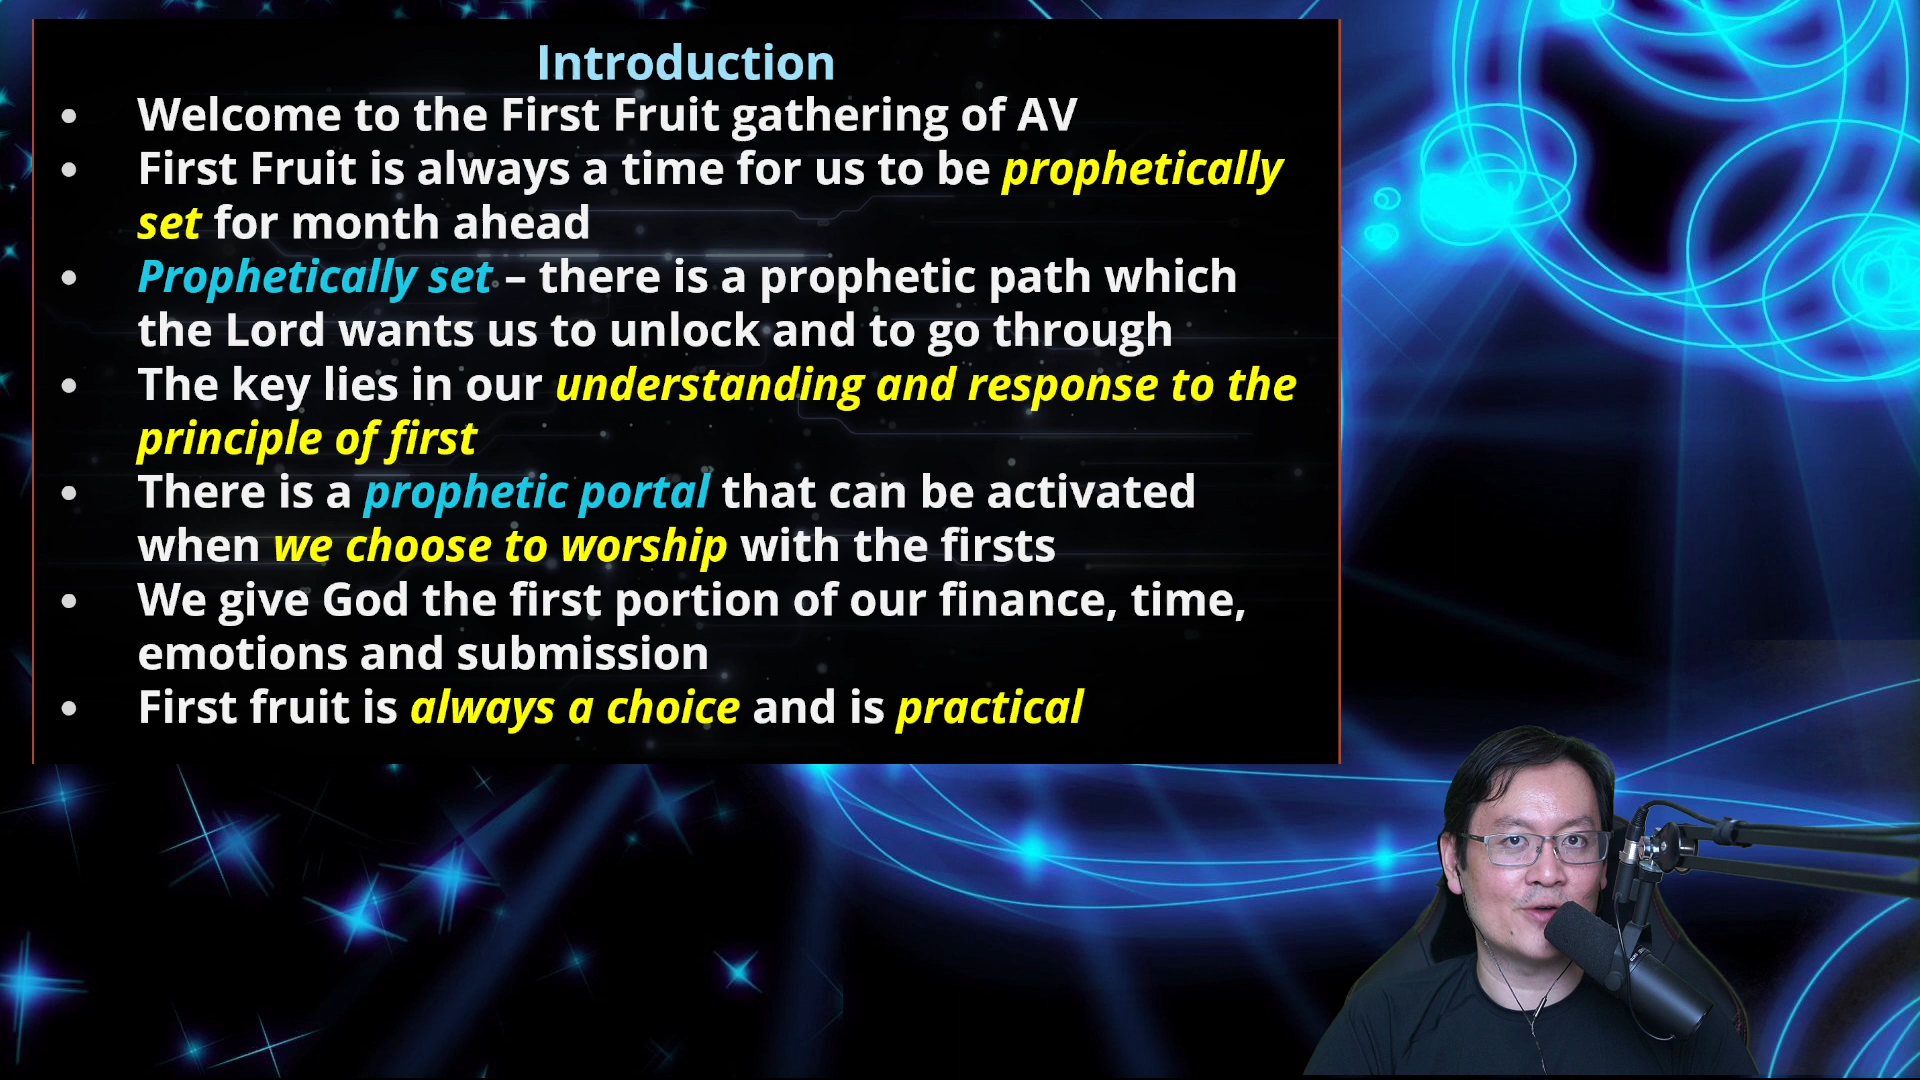 Introduction
• Welcome to the First Fruit gathering of AV
• First Fruit is always a time for us to be prophetically
set for month ahead
• Prophetically set – there is a prophetic path which
the Lord wants us to unlock and to go through
• The key lies in our understanding and response to the
principle of first
• There is a prophetic portal that can be activated
when we choose to worship with the firsts
• We give God the first portion of our finance, time,
emotions and submission
• First fruit is always a choice and is practical